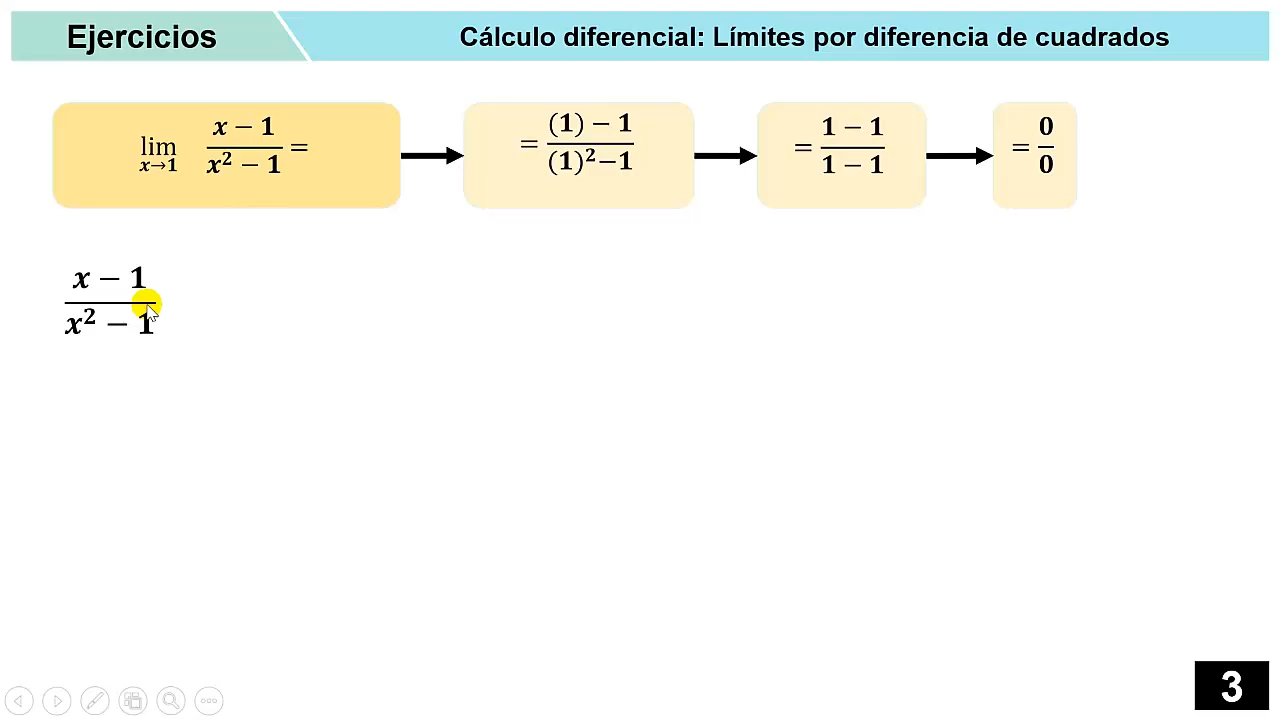 Ejercicios
Cálculo diferencial: Límites por diferencia de cuadrados
lim x→1 (x − 1)/(x² − 1) =
= ((1) − 1)/((1)² − 1)
= (1 − 1)/(1 − 1)
= 0/0
(x − 1)/(x² − 1)
3